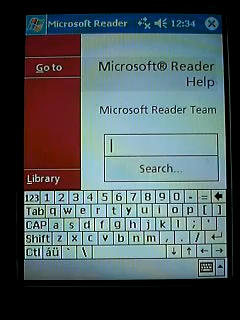 Microsoft Reader 12:34
Go to
Microsoft® Reader
Help
Microsoft Reader Team
Search...
Library
123 1 2 3 4 5 6 7 8 9 0 - =
Tab q w e r t y u i o p [ ]
CAP a s d f g h j k l ; '
Shift z x c v b n m , . /
Ctl áü ` \